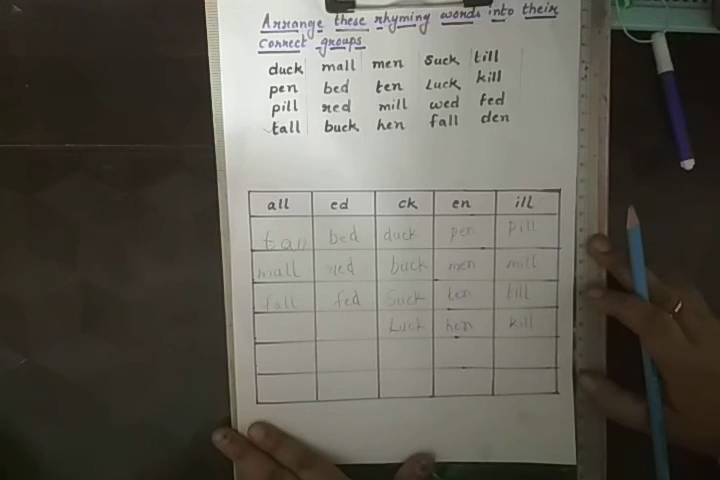 Arrange these rhyming words into their
correct groups
duck mall men Suck till
pen bed ten Luck kill
pill red mill wed fed
tall buck hen fall den
all ed ck en ill
tall bed duck pen pill
mall red buck men mill
fall fed Suck ten till
Luck hen kill